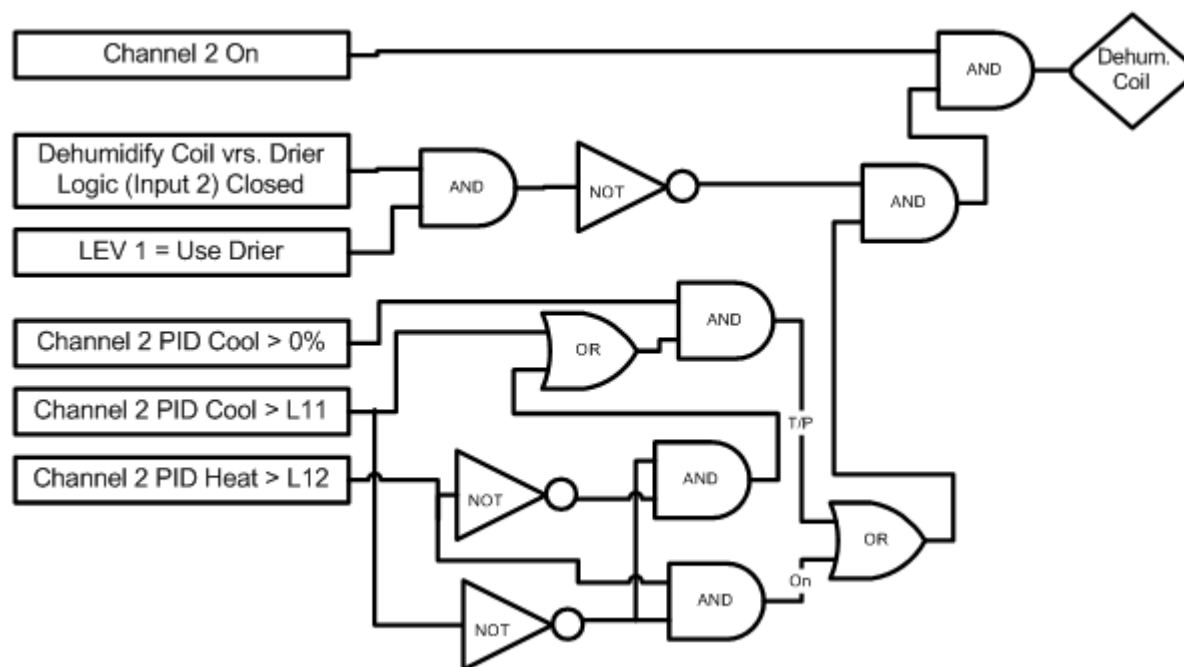 Channel 2 On
AND
Dehum.
Coil
Dehumidify Coil vrs. Drier
Logic (Input 2) Closed
AND
NOT
AND
LEV 1 = Use Drier
Channel 2 PID Cool > 0%
AND
OR
Channel 2 PID Cool > L11
T/P
Channel 2 PID Heat > L12
NOT
AND
OR
On
AND
NOT